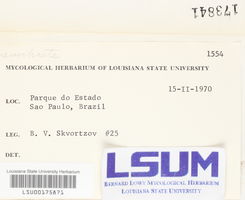 173841
1554
MYCOLOGICAL HERBARIUM OF LOUISIANA STATE UNIVERSITY
15-II-1970
LOC. Parque do Estado
Sao Paulo, Brazil
LEG. B. V. Skvortzov #25
DET.
Louisiana State University Herbarium
LSU00175871
LSUM
BERNARD LOWY MYCOLOGICAL HERBARIUM
LOUISIANA STATE UNIVERSITY